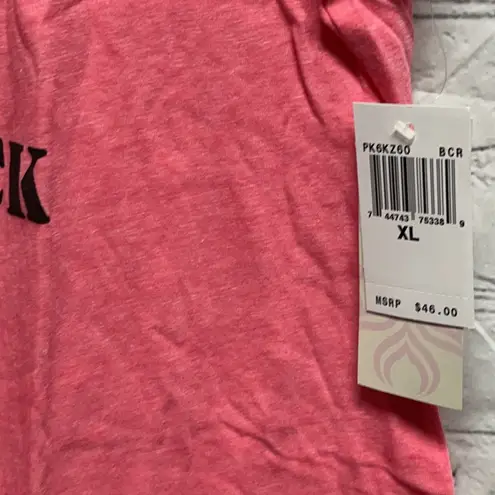 CK
PK6KZ60 BCR
7 44743 75338 9
XL
MSRP $46.00